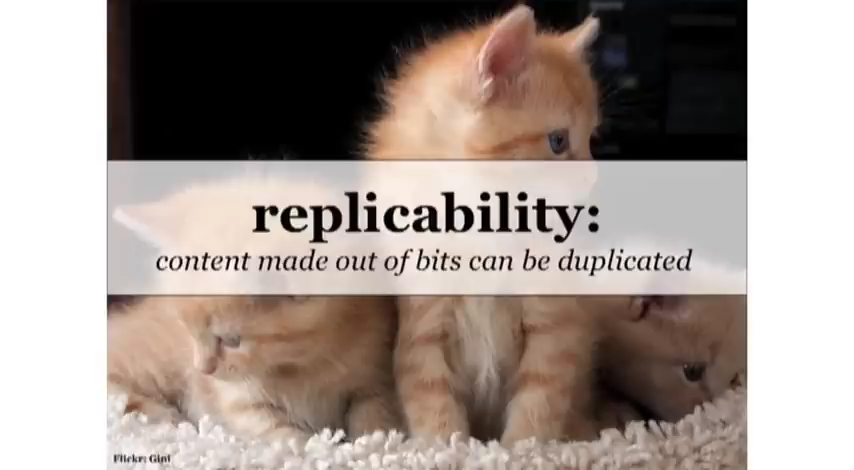 replicability:
content made out of bits can be duplicated
Flickr: Gini